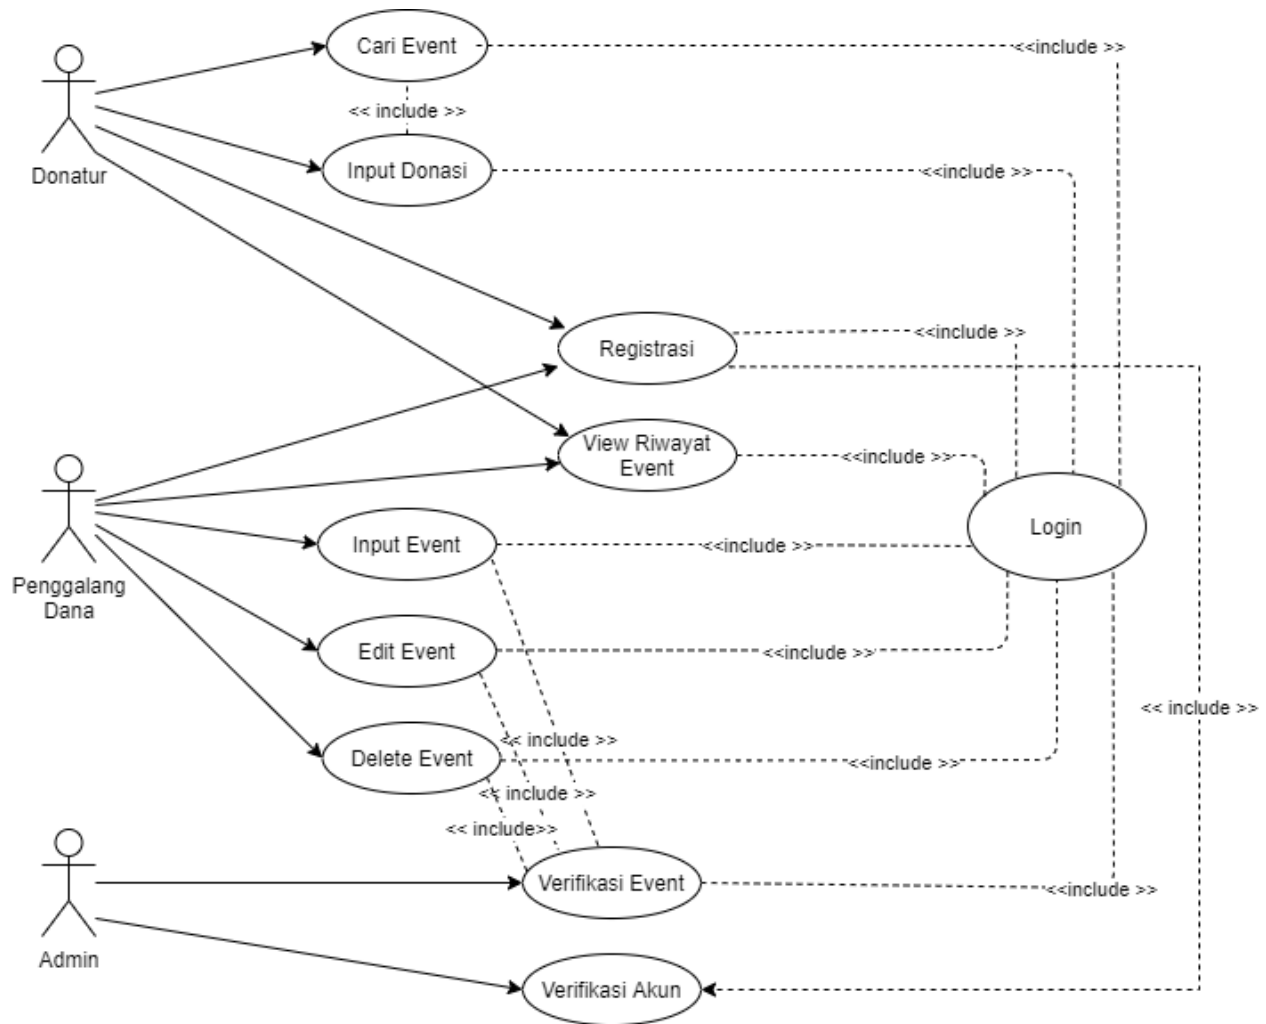 Cari Event
<<include >>
<< include >>
Donatur
Input Donasi
<<include >>
Registrasi
<<include >>
View Riwayat
Event
<<include >>
Login
Penggalang
Dana
Input Event
<<include >>
Edit Event
<<include >>
<< include >>
<< include >>
Delete Event
<<include >>
<< include >>
<< include>>
Admin
Verifikasi Event
<<include >>
Verifikasi Akun